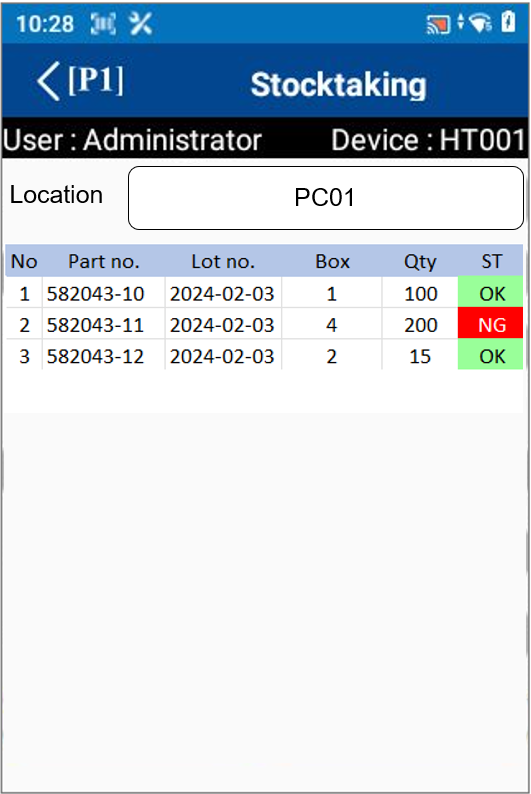 10:28
[P1] Stocktaking
User : Administrator Device : HT001
Location PC01
No Part no. Lot no. Box Qty ST
1 582043-10 2024-02-03 1 100 OK
2 582043-11 2024-02-03 4 200 NG
3 582043-12 2024-02-03 2 15 OK